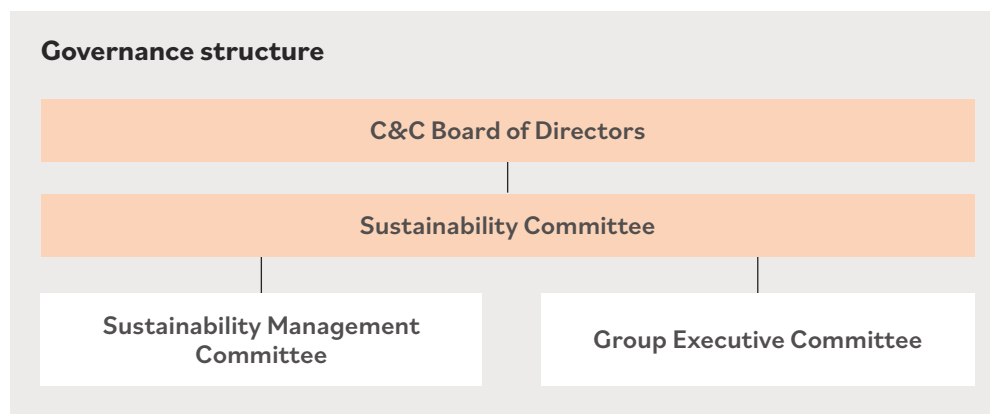 Governance structure
C&C Board of Directors
Sustainability Committee
Sustainability Management
Committee
Group Executive Committee